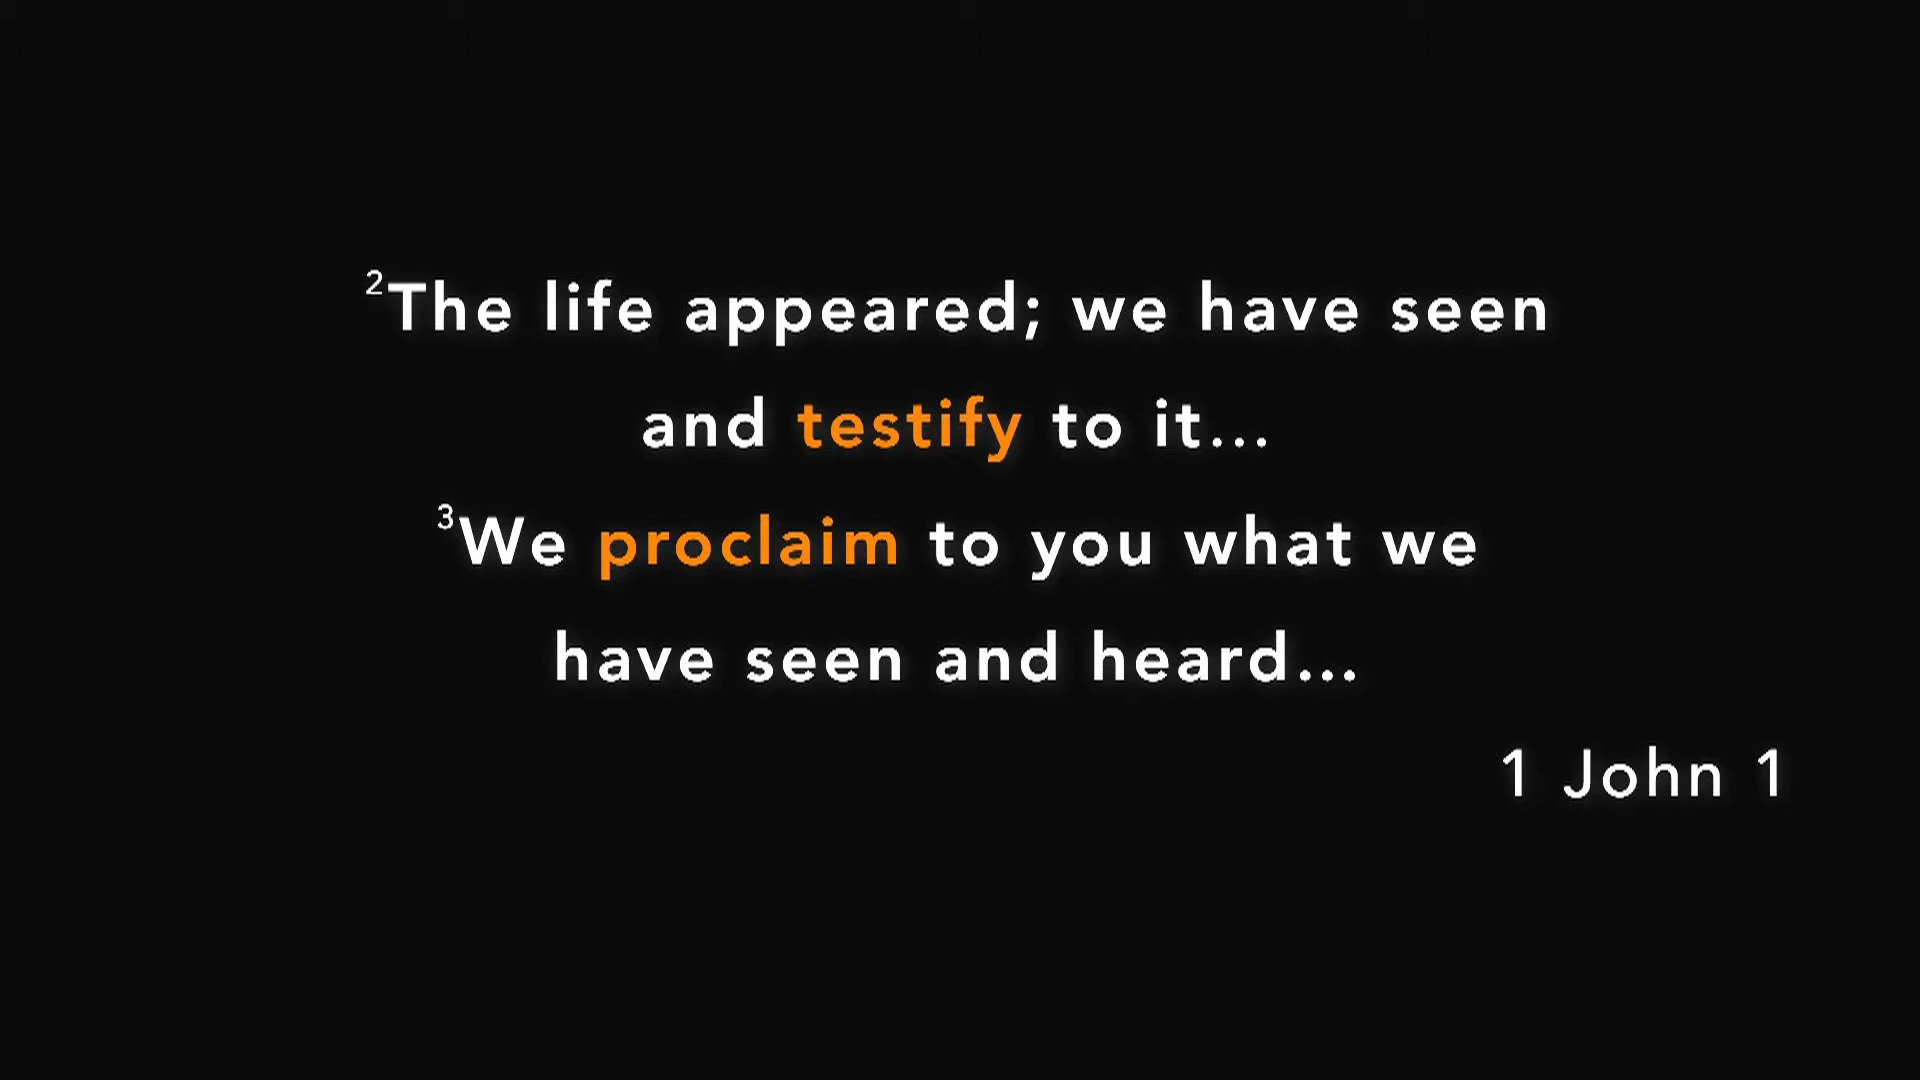 ²The life appeared; we have seen
and testify to it...
³We proclaim to you what we
have seen and heard...
1 John 1